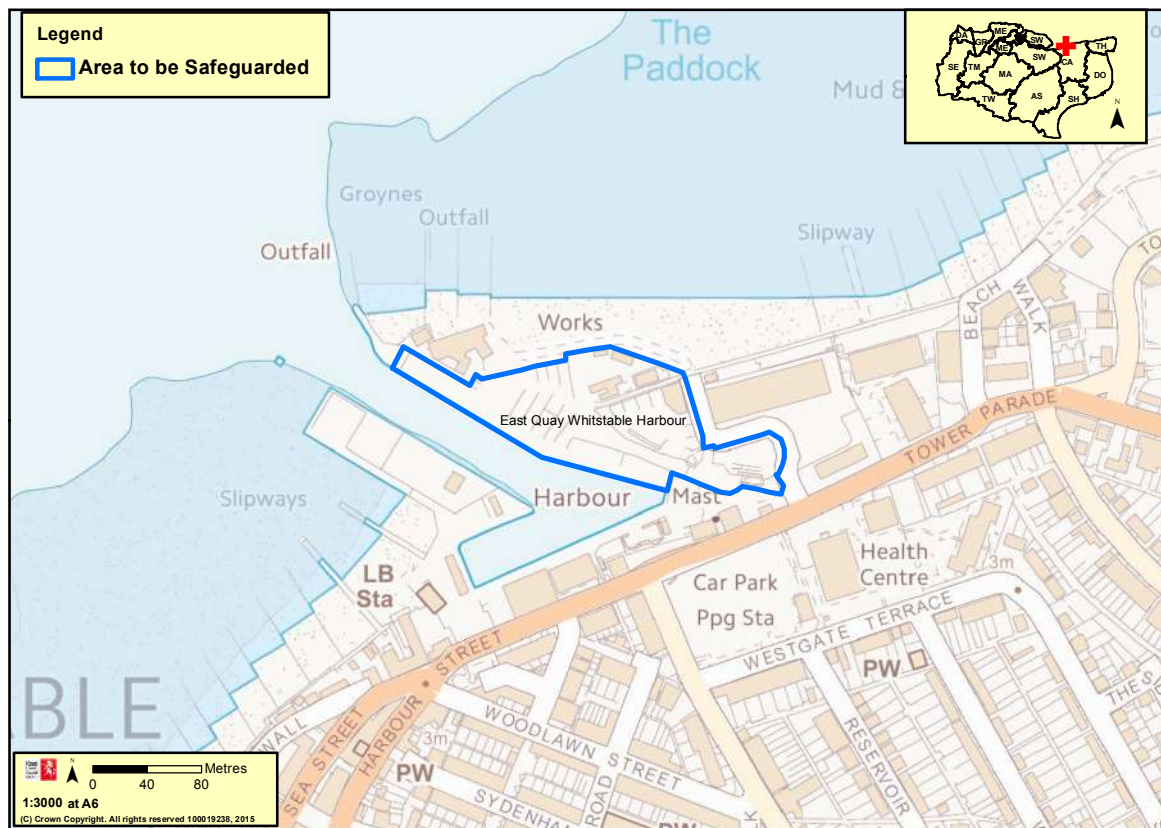 Legend
Area to be Safeguarded
The
Paddock
Mud &
DA
GR
ME
ME
SW
SW
TH
SE
TM
MA
CA
DO
TW
AS
SH
N
Groynes
Outfall
Outfall
Slipway
Works
BEACH WALK
TOWER PARADE
East Quay Whitstable Harbour
Slipways
Harbour
Mast
LB
Sta
Car Park
Ppg Sta
Health
Centre
3m
WESTGATE TERRACE
PW
BLE
WALL
SEA STREET
HARBOUR STREET
3m
WOODLAWN STREET
RESERVOIR
PW
SYDENH
ROAD
N
Metres
0 40 80
1:3000 at A6
(C) Crown Copyright. All rights reserved 100019238, 2015